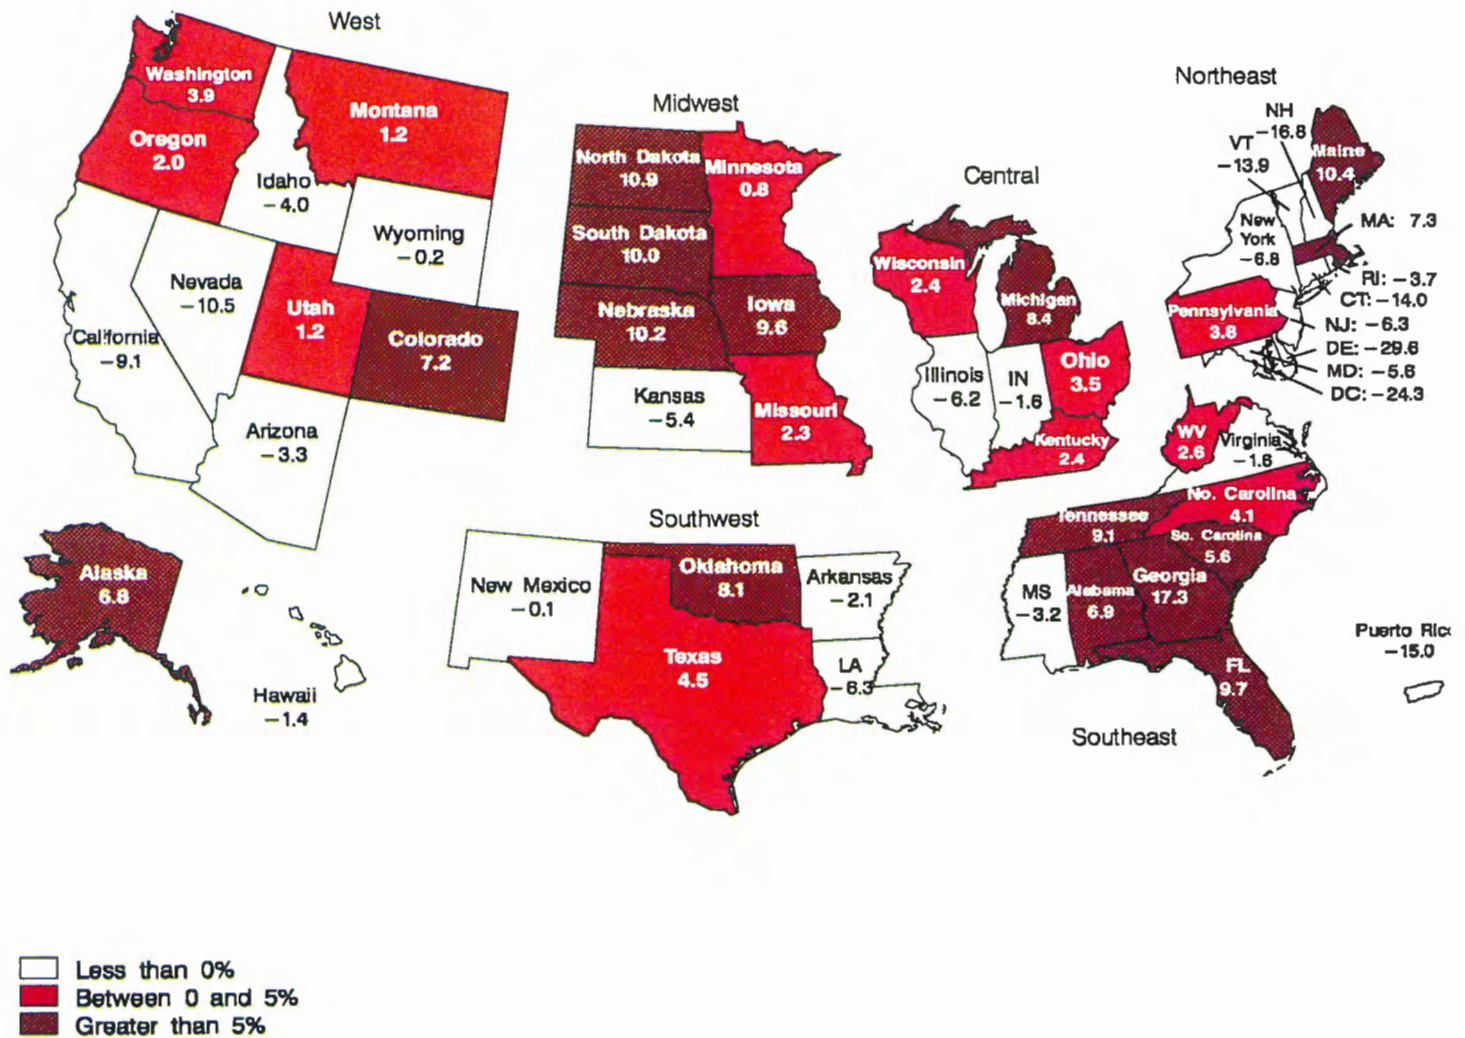 West
Washington
3.9
Oregon
2.0
Montana
1.2
Idaho
-4.0
Wyoming
-0.2
Nevada
-10.5
Utah
1.2
Colorado
7.2
California
-9.1
Arizona
-3.3
Alaska
6.8
Hawaii
-1.4
Midwest
North Dakota
10.9
Minnesota
0.8
South Dakota
10.0
Nebraska
10.2
Iowa
9.6
Kansas
-5.4
Missouri
2.3
Southwest
New Mexico
-0.1
Oklahoma
8.1
Arkansas
-2.1
Texas
4.5
LA
-6.3
Central
Wisconsin
2.4
Michigan
8.4
Illinois
-6.2
IN
-1.6
Ohio
3.5
Kentucky
2.4
Northeast
NH
-16.8
VT
-13.9
Maine
10.4
New
York
-6.8
MA: 7.3
RI: -3.7
CT: -14.0
Pennsylvania
3.8
NJ: -6.3
DE: -29.6
MD: -5.6
DC: -24.3
WV
2.6
Virginia
-1.6
No. Carolina
4.1
Tennessee
9.1
So. Carolina
5.6
MS
-3.2
Alabama
6.9
Georgia
17.3
FL
9.7
Southeast
Puerto Ric
-15.0
Less than 0%
Between 0 and 5%
Greater than 5%